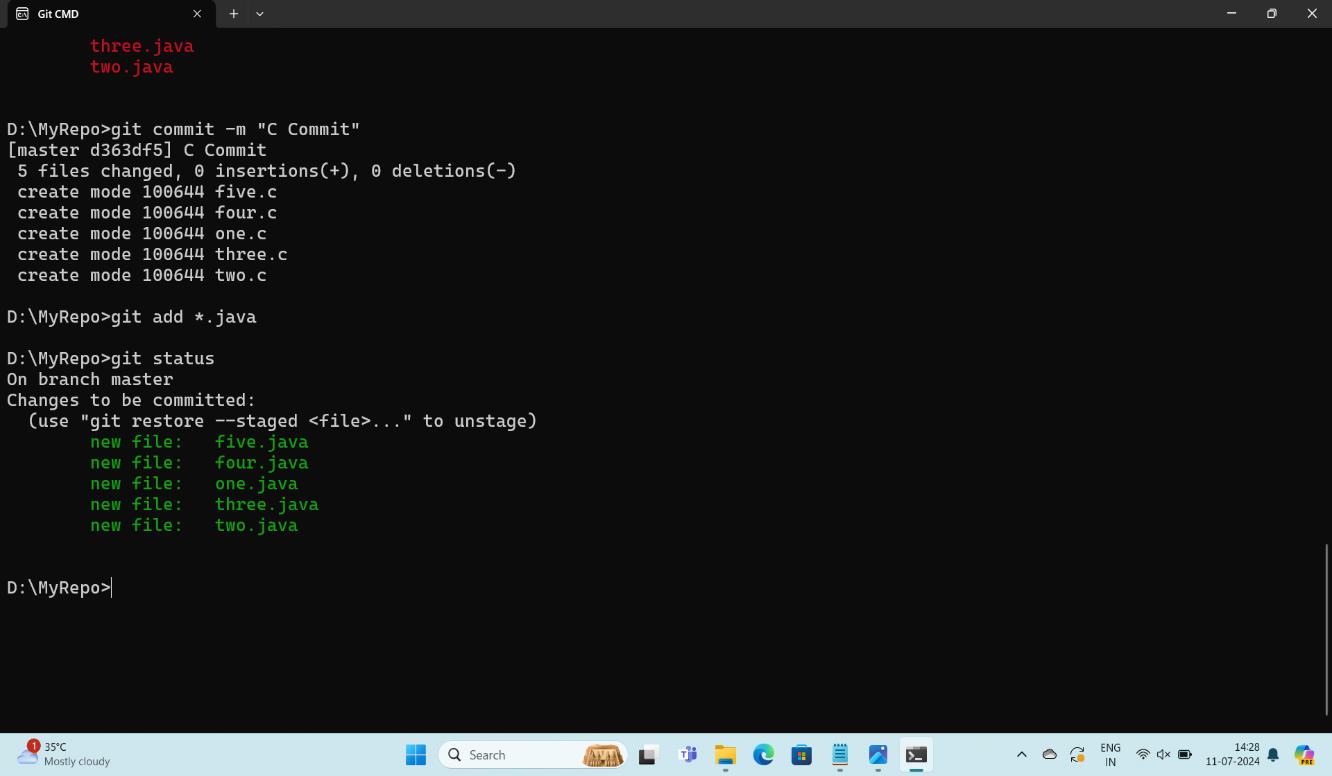 Git CMD
three.java
two.java
D:\MyRepo>git commit -m "C Commit"
[master d363df5] C Commit
 5 files changed, 0 insertions(+), 0 deletions(-)
 create mode 100644 five.c
 create mode 100644 four.c
 create mode 100644 one.c
 create mode 100644 three.c
 create mode 100644 two.c
D:\MyRepo>git add *.java
D:\MyRepo>git status
On branch master
Changes to be committed:
  (use "git restore --staged <file>..." to unstage)
new file:   five.java
new file:   four.java
new file:   one.java
new file:   three.java
new file:   two.java
D:\MyRepo>
1
35°C
Mostly cloudy
Search
ENG
IN
14:28
11-07-2024
PRE